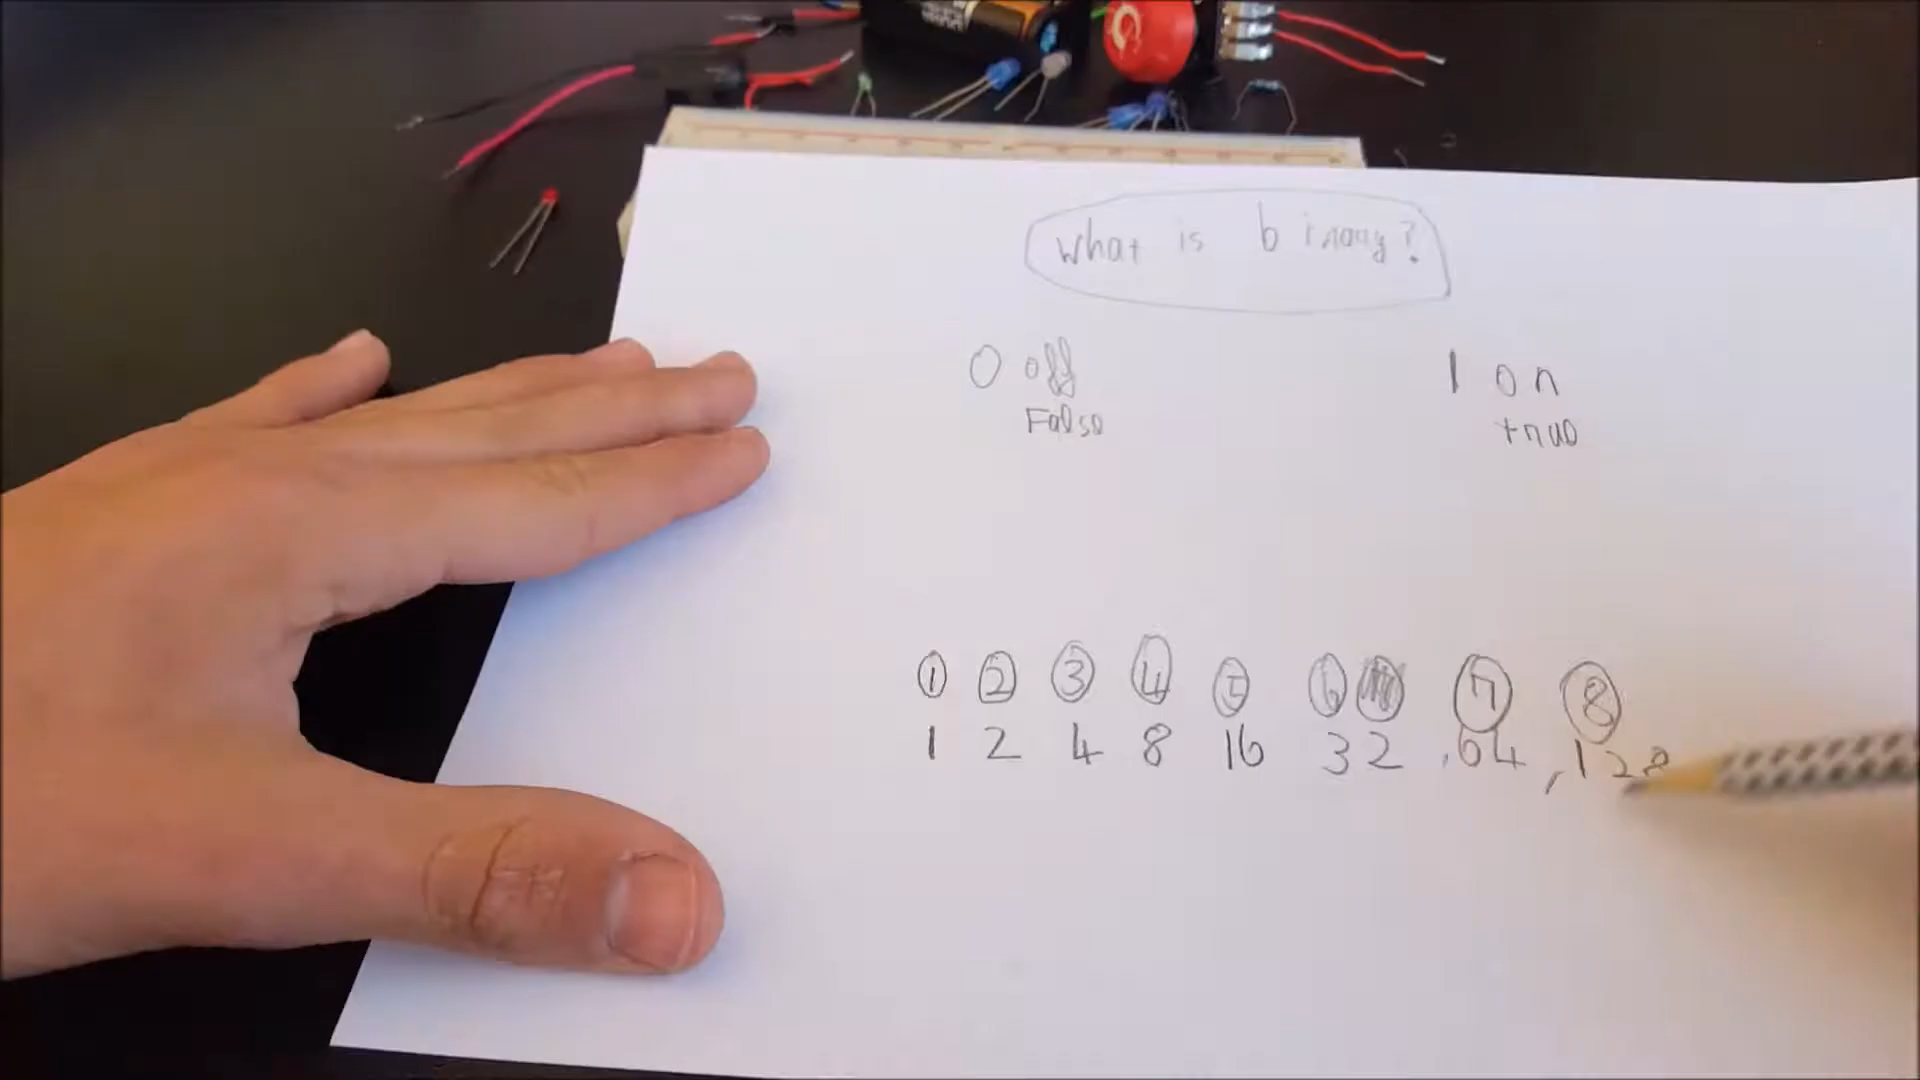 What is binary?
0 off 1 on
False true
1 2 3 4 5 6 7 8
1 2 4 8 16 32 .64 ,128